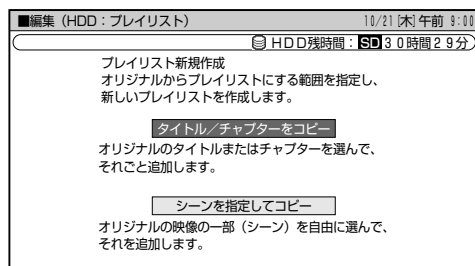 ■編集（HDD：プレイリスト）　10/21[木]午前 9:00
HDD残時間：SD30時間29分
プレイリスト新規作成
オリジナルからプレイリストにする範囲を指定し、
新しいプレイリストを作成します。
タイトル／チャプターをコピー
オリジナルのタイトルまたはチャプターを選んで、
それごと追加します。
シーンを指定してコピー
オリジナルの映像の一部（シーン）を自由に選んで、
それを追加します。